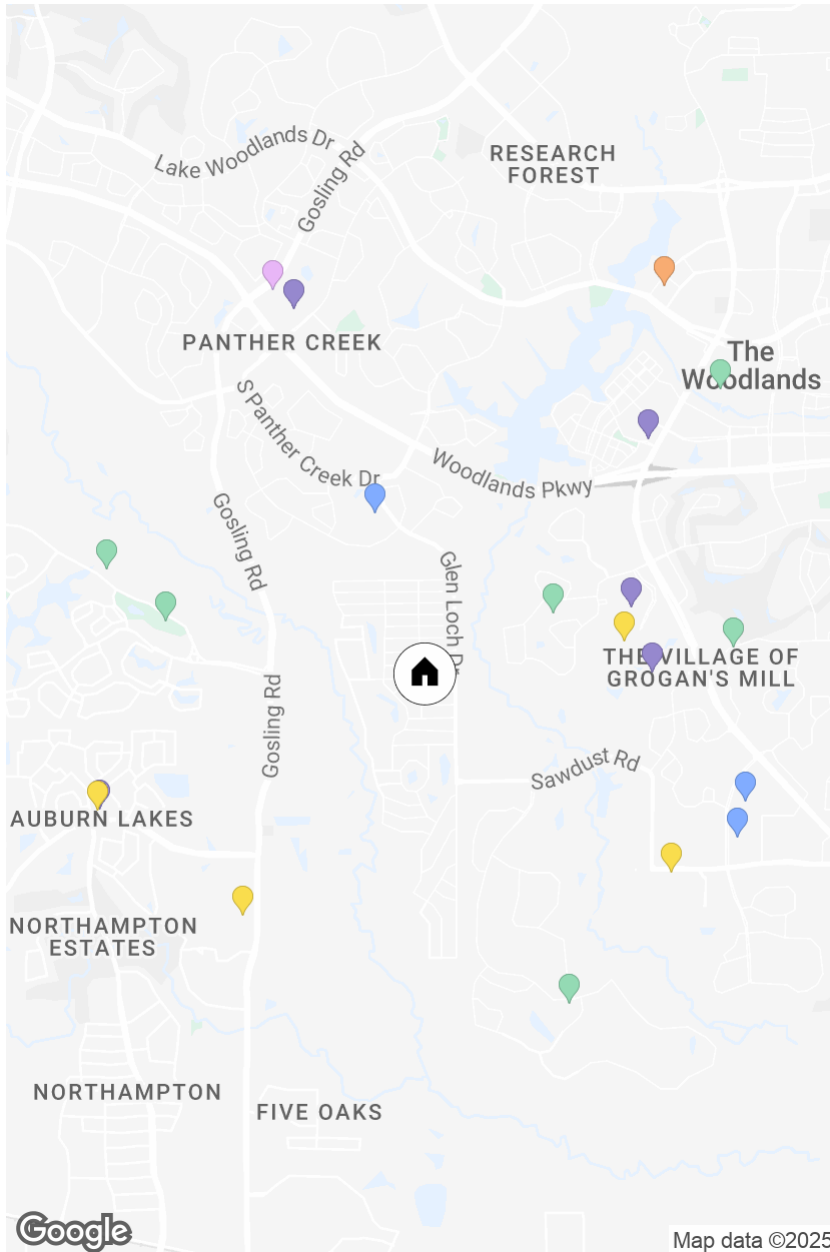 Lake Woodlands Dr
Gosling Rd
RESEARCH
FOREST
PANTHER CREEK
The
Woodlands
S Panther Creek Dr
Woodlands Pkwy
Gosling Rd
Glen Loch Dr
THE VILLAGE OF
GROGAN'S MILL
Gosling Rd
Sawdust Rd
AUBURN LAKES
NORTHAMPTON
ESTATES
NORTHAMPTON
FIVE OAKS
Google
Map data ©2025